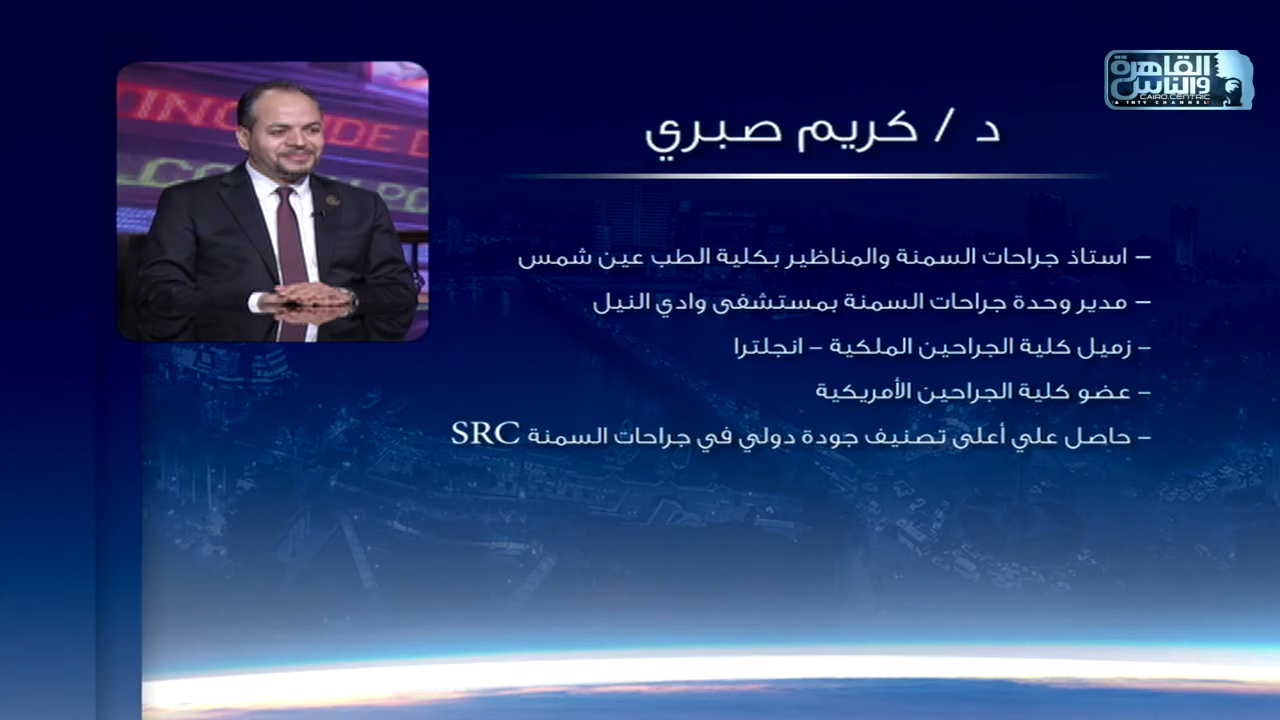 القاهرة
والناس
CAIRO.CENTRIC
A TNTV CHANNEL
د / كريم صبري
– استاذ جراحات السمنة والمناظير بكلية الطب عين شمس
– مدير وحدة جراحات السمنة بمستشفى وادي النيل
– زميل كلية الجراحين الملكية – انجلترا
– عضو كلية الجراحين الأمريكية
– حاصل علي أعلى تصنيف جودة دولي في جراحات السمنة SRC